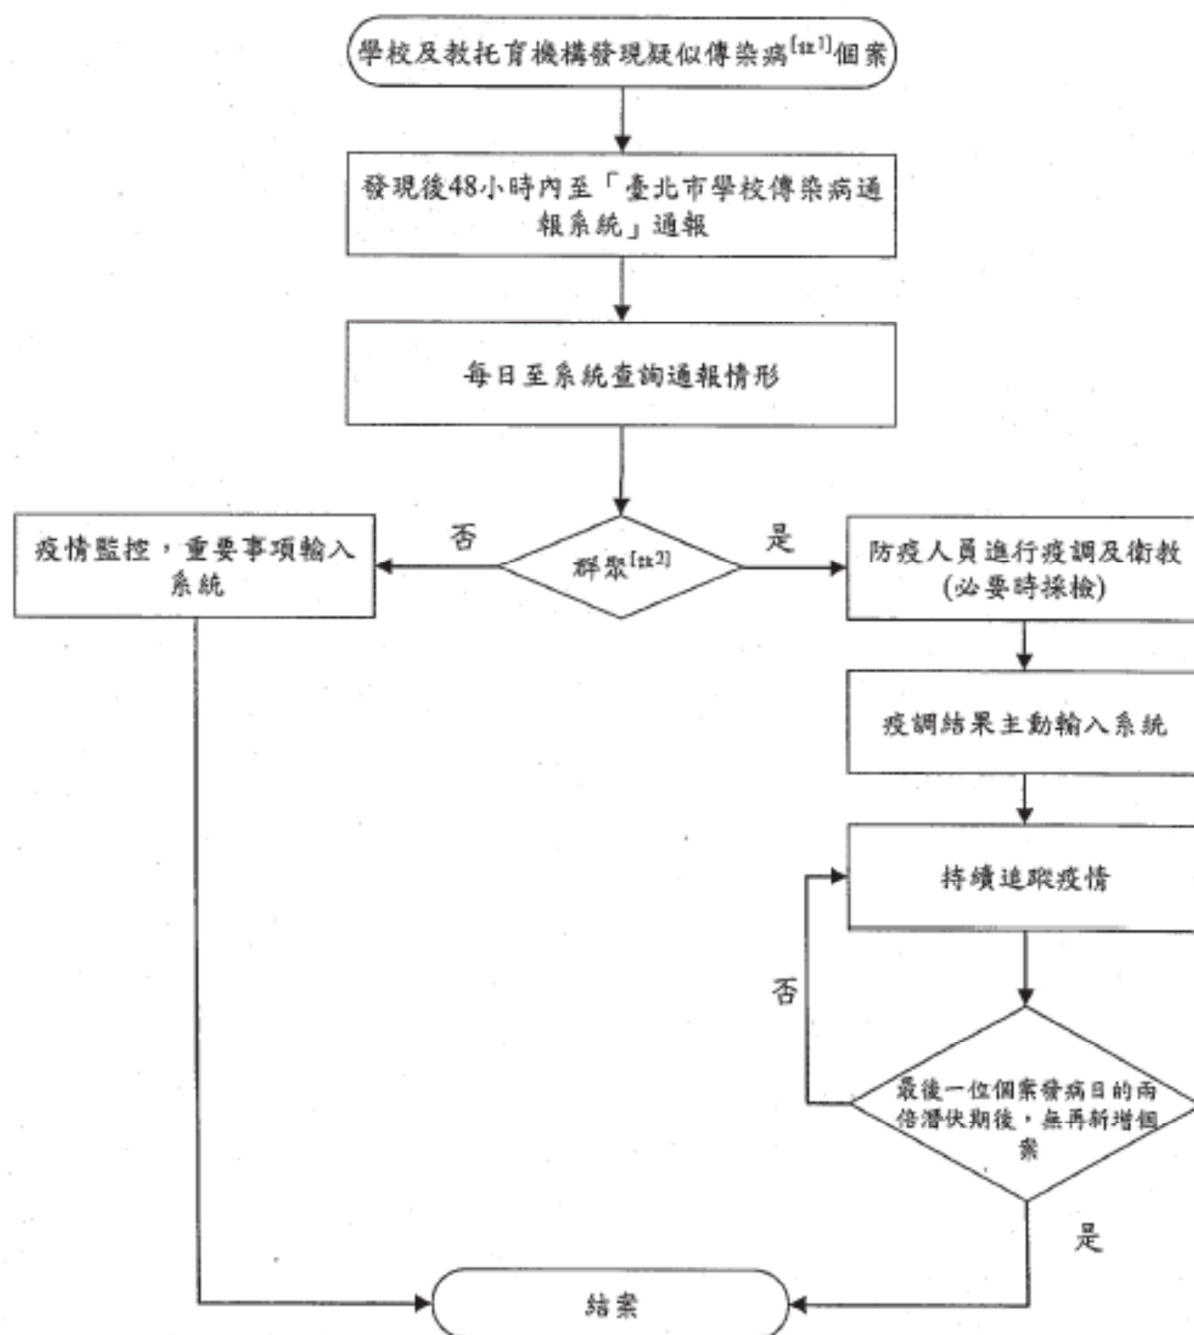 學校及教托育機構發現疑似傳染病[註1]個案
發現後48小時內至「臺北市學校傳染病通
報系統」通報
每日至系統查詢通報情形
群聚[註2]
否
是
疫情監控，重要事項輸入
系統
防疫人員進行疫調及衛教
(必要時採檢)
疫調結果主動輸入系統
持續追蹤疫情
否
最後一位個案發病日的兩
倍潛伏期後，無再新增個
案
是
結案